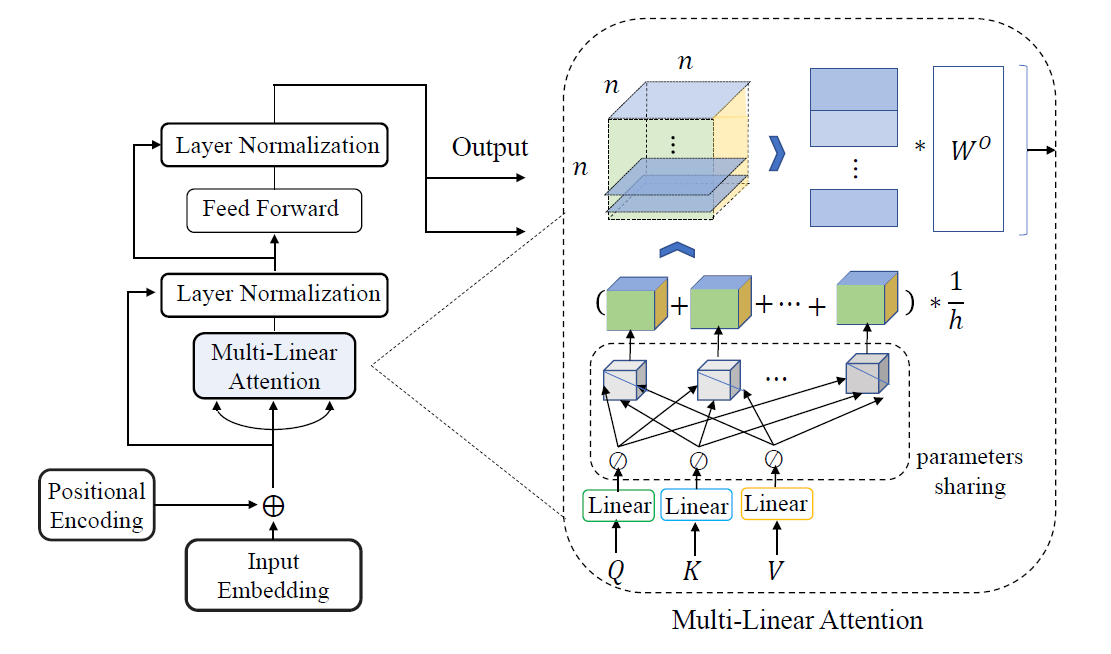 Layer Normalization
Feed Forward
Layer Normalization
Multi-Linear
Attention
Positional
Encoding
⊕
Input
Embedding
Output
n
n
n
⋮
⋮
* W^O
( + + ⋯ + ) * 1/h
⋯
∅ ∅ ∅
parameters
sharing
Linear Linear Linear
Q K V
Multi-Linear Attention